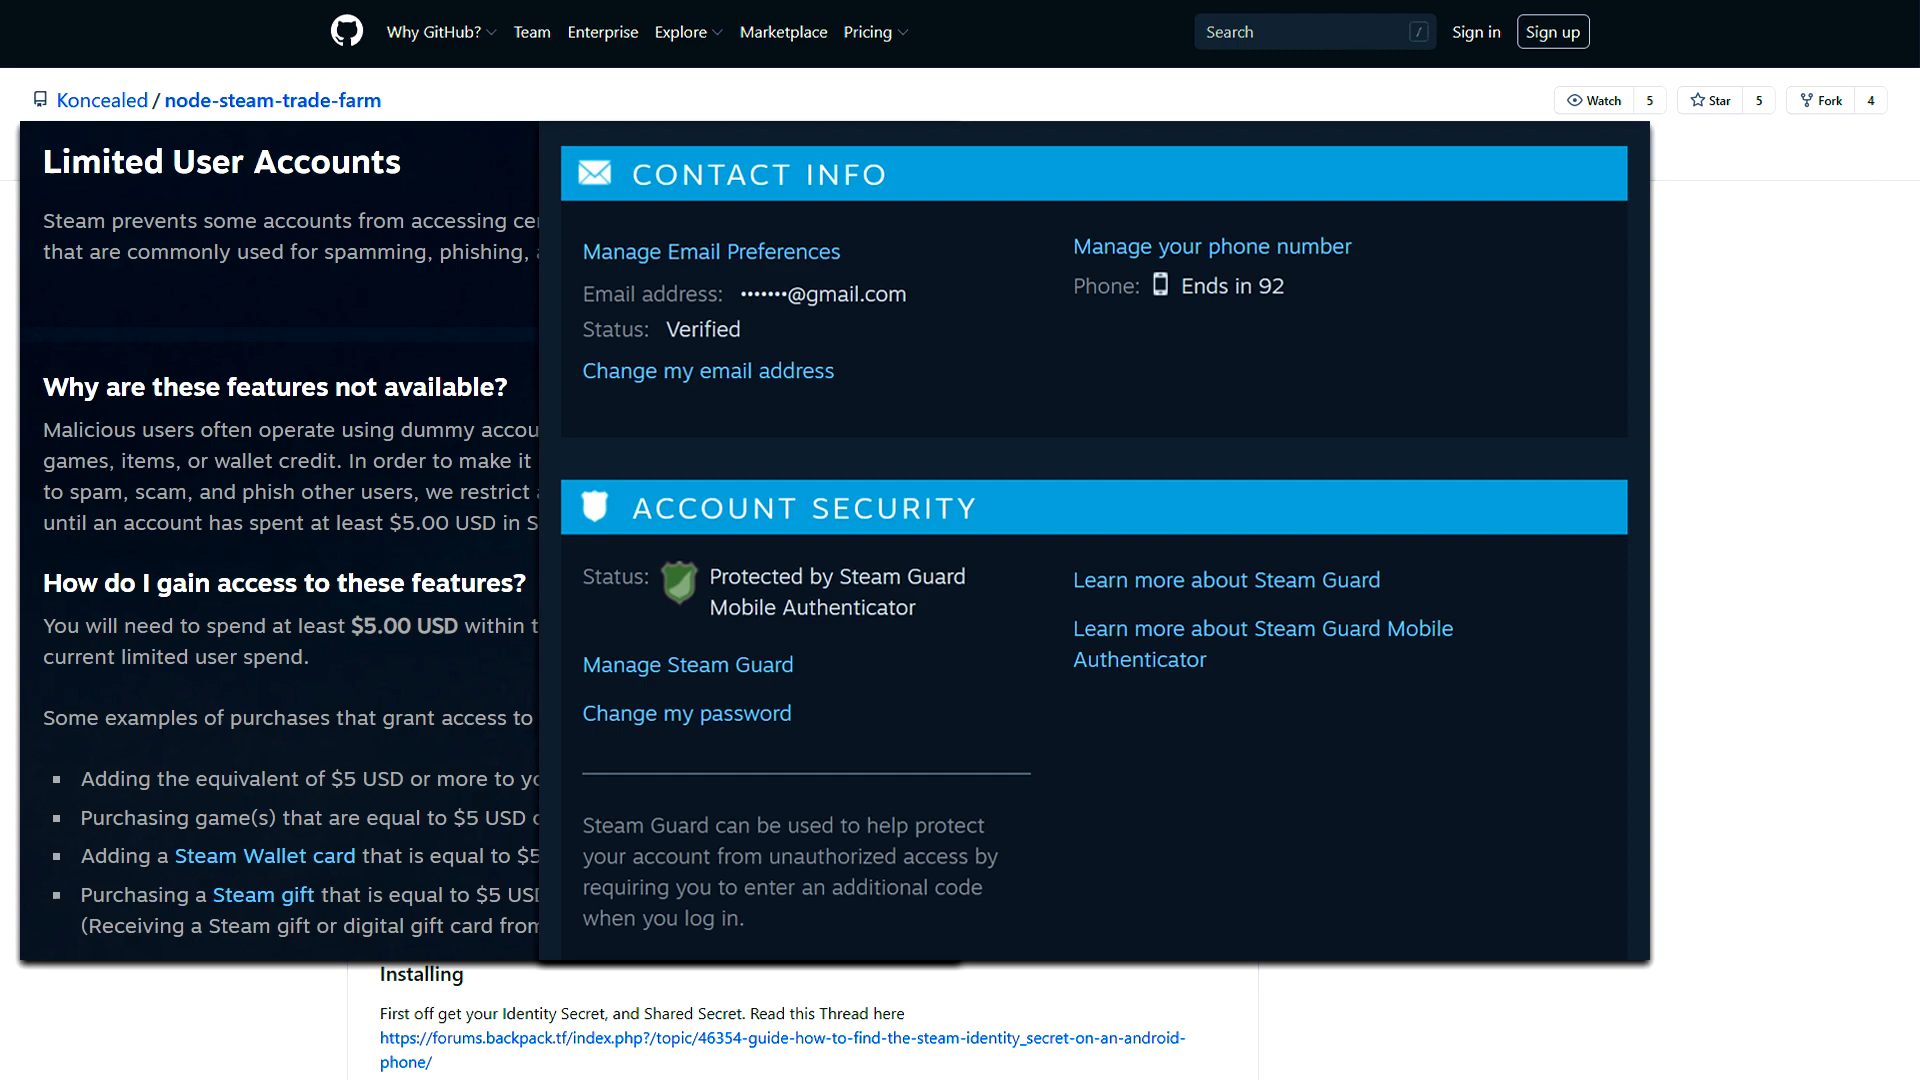 Why GitHub? Team Enterprise Explore Marketplace Pricing Search / Sign in Sign up
Koncealed / node-steam-trade-farm Watch 5 Star 5 Fork 4
Limited User Accounts
Steam prevents some accounts from accessing
that are commonly used for spamming, phishing,
Why are these features not available?
Malicious users often operate using dummy
games, items, or wallet credit. In order to make it
to spam, scam, and phish other users, we restrict
until an account has spent at least $5.00 USD in
How do I gain access to these features?
You will need to spend at least $5.00 USD within
current limited user spend.
Some examples of purchases that grant access to
▪ Adding the equivalent of $5 USD or more to
▪ Purchasing game(s) that are equal to $5 USD
▪ Adding a Steam Wallet card that is equal to $5
▪ Purchasing a Steam gift that is equal to $5 USD
(Receiving a Steam gift or digital gift card from
CONTACT INFO
Manage Email Preferences
Email address: •••••••@gmail.com
Status: Verified
Change my email address
Manage your phone number
Phone: Ends in 92
ACCOUNT SECURITY
Status: Protected by Steam Guard
Mobile Authenticator
Manage Steam Guard
Change my password
Learn more about Steam Guard
Learn more about Steam Guard Mobile
Authenticator
Steam Guard can be used to help protect
your account from unauthorized access by
requiring you to enter an additional code
when you log in.
Installing
First off get your Identity Secret, and Shared Secret. Read this Thread here
https://forums.backpack.tf/index.php?/topic/46354-guide-how-to-find-the-steam-identity_secret-on-an-android-
phone/